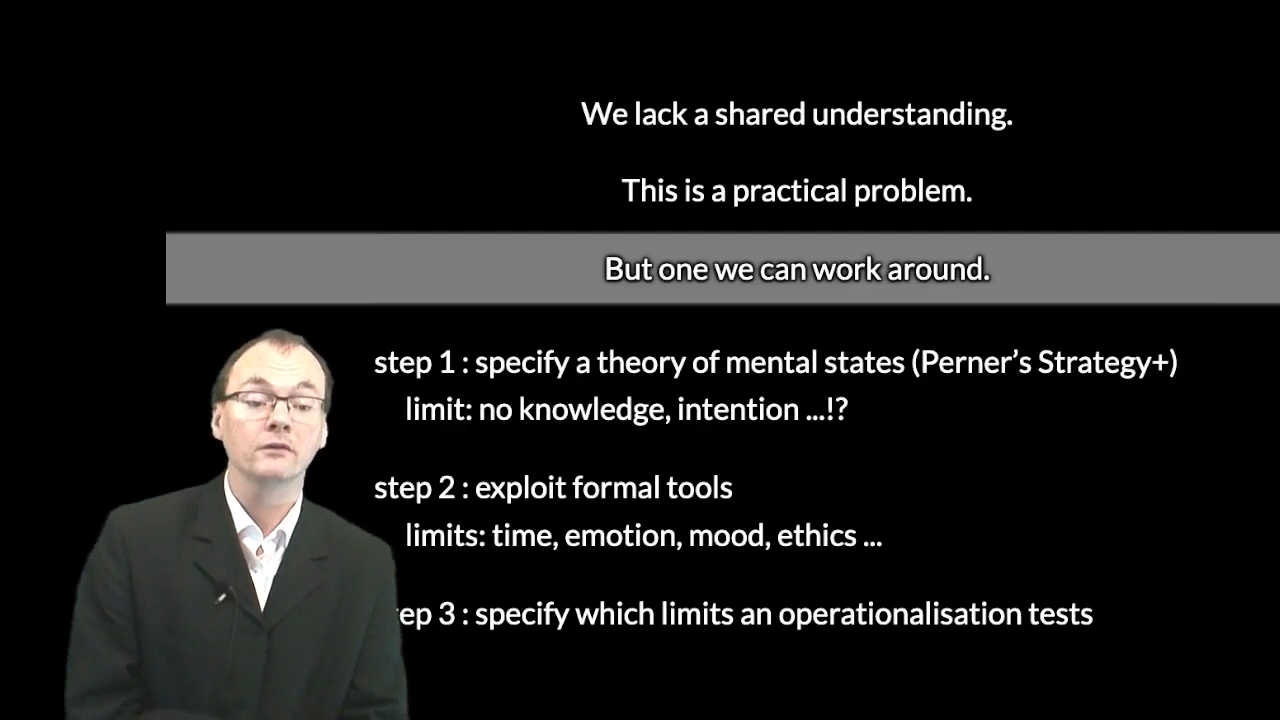 We lack a shared understanding.
This is a practical problem.
But one we can work around.
step 1 : specify a theory of mental states (Perner’s Strategy+)
limit: no knowledge, intention ...!?
step 2 : exploit formal tools
limits: time, emotion, mood, ethics ...
step 3 : specify which limits an operationalisation tests